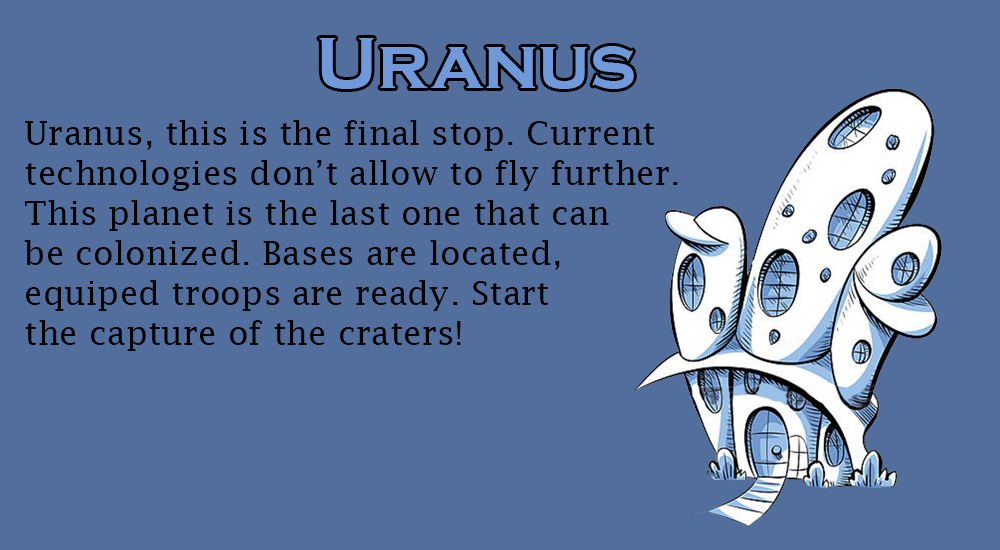 Uranus
Uranus, this is the final stop. Current
technologies don’t allow to fly further.
This planet is the last one that can
be colonized. Bases are located,
equiped troops are ready. Start
the capture of the craters!